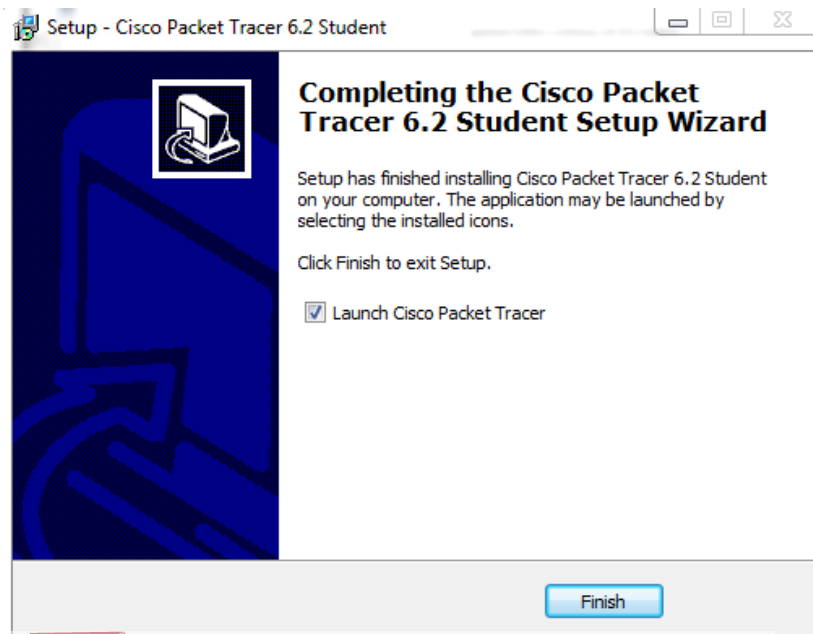 Setup - Cisco Packet Tracer 6.2 Student
Completing the Cisco Packet
Tracer 6.2 Student Setup Wizard
Setup has finished installing Cisco Packet Tracer 6.2 Student
on your computer. The application may be launched by
selecting the installed icons.
Click Finish to exit Setup.
Launch Cisco Packet Tracer
Finish